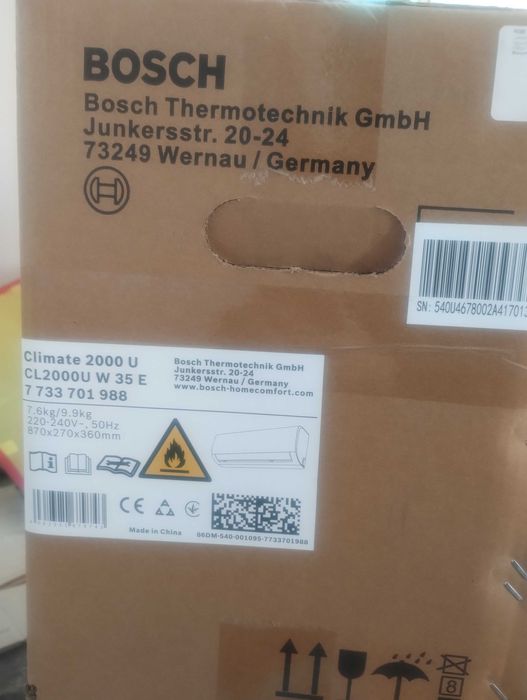 BOSCH
Bosch Thermotechnik GmbH
Junkersstr. 20-24
73249 Wernau / Germany
SN: 540U4678002A417012
Climate 2000 U
CL2000U W 35 E
7 733 701 988
Bosch Thermotechnik GmbH
Junkersstr. 20-24
73249 Wernau / Germany
www.bosch-homecomfort.com
7.6kg/9.9kg
220-240V~, 50Hz
870x270x360mm
CE
Made in China
06DM-540-001095-7733701988
8